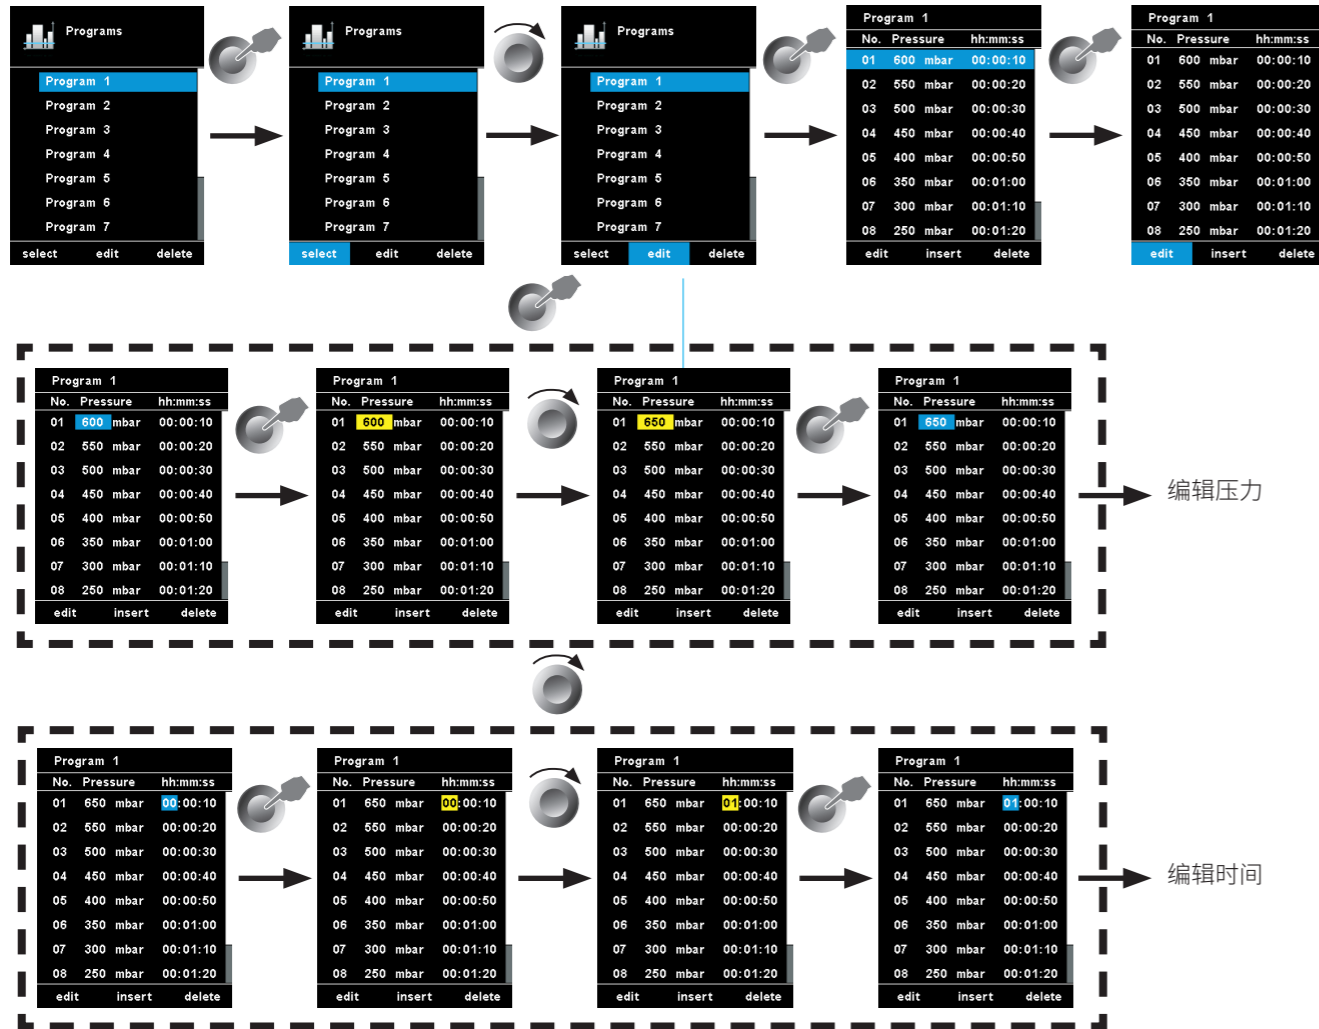 Programs
Program 1
Program 2
Program 3
Program 4
Program 5
Program 6
Program 7
select edit delete
Programs
Program 1
Program 2
Program 3
Program 4
Program 5
Program 6
Program 7
select edit delete
Programs
Program 1
Program 2
Program 3
Program 4
Program 5
Program 6
Program 7
select edit delete
Program 1
No. Pressure hh:mm:ss
01 600 mbar 00:00:10
02 550 mbar 00:00:20
03 500 mbar 00:00:30
04 450 mbar 00:00:40
05 400 mbar 00:00:50
06 350 mbar 00:01:00
07 300 mbar 00:01:10
08 250 mbar 00:01:20
edit insert delete
Program 1
No. Pressure hh:mm:ss
01 600 mbar 00:00:10
02 550 mbar 00:00:20
03 500 mbar 00:00:30
04 450 mbar 00:00:40
05 400 mbar 00:00:50
06 350 mbar 00:01:00
07 300 mbar 00:01:10
08 250 mbar 00:01:20
edit insert delete
Program 1
No. Pressure hh:mm:ss
01 600 mbar 00:00:10
02 550 mbar 00:00:20
03 500 mbar 00:00:30
04 450 mbar 00:00:40
05 400 mbar 00:00:50
06 350 mbar 00:01:00
07 300 mbar 00:01:10
08 250 mbar 00:01:20
edit insert delete
Program 1
No. Pressure hh:mm:ss
01 600 mbar 00:00:10
02 550 mbar 00:00:20
03 500 mbar 00:00:30
04 450 mbar 00:00:40
05 400 mbar 00:00:50
06 350 mbar 00:01:00
07 300 mbar 00:01:10
08 250 mbar 00:01:20
edit insert delete
Program 1
No. Pressure hh:mm:ss
01 650 mbar 00:00:10
02 550 mbar 00:00:20
03 500 mbar 00:00:30
04 450 mbar 00:00:40
05 400 mbar 00:00:50
06 350 mbar 00:01:00
07 300 mbar 00:01:10
08 250 mbar 00:01:20
edit insert delete
Program 1
No. Pressure hh:mm:ss
01 650 mbar 00:00:10
02 550 mbar 00:00:20
03 500 mbar 00:00:30
04 450 mbar 00:00:40
05 400 mbar 00:00:50
06 350 mbar 00:01:00
07 300 mbar 00:01:10
08 250 mbar 00:01:20
edit insert delete
编辑压力
Program 1
No. Pressure hh:mm:ss
01 650 mbar 00:00:10
02 550 mbar 00:00:20
03 500 mbar 00:00:30
04 450 mbar 00:00:40
05 400 mbar 00:00:50
06 350 mbar 00:01:00
07 300 mbar 00:01:10
08 250 mbar 00:01:20
edit insert delete
Program 1
No. Pressure hh:mm:ss
01 650 mbar 00:00:10
02 550 mbar 00:00:20
03 500 mbar 00:00:30
04 450 mbar 00:00:40
05 400 mbar 00:00:50
06 350 mbar 00:01:00
07 300 mbar 00:01:10
08 250 mbar 00:01:20
edit insert delete
Program 1
No. Pressure hh:mm:ss
01 650 mbar 01:00:10
02 550 mbar 00:00:20
03 500 mbar 00:00:30
04 450 mbar 00:00:40
05 400 mbar 00:00:50
06 350 mbar 00:01:00
07 300 mbar 00:01:10
08 250 mbar 00:01:20
edit insert delete
Program 1
No. Pressure hh:mm:ss
01 650 mbar 01:00:10
02 550 mbar 00:00:20
03 500 mbar 00:00:30
04 450 mbar 00:00:40
05 400 mbar 00:00:50
06 350 mbar 00:01:00
07 300 mbar 00:01:10
08 250 mbar 00:01:20
edit insert delete
编辑时间